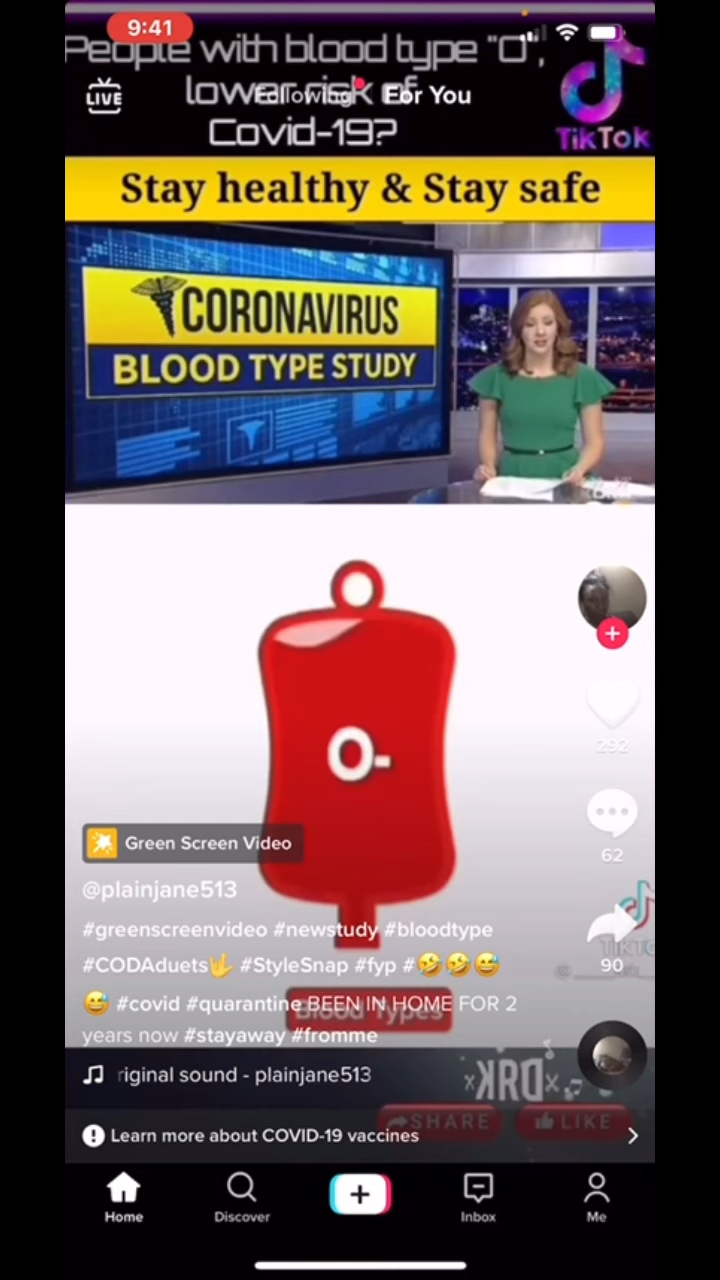 9:41
People with blood type "O",
lower risk of
Covid-19?
LIVE
Following
For You
TikTok
Stay healthy & Stay safe
CORONAVIRUS
BLOOD TYPE STUDY
O-
292
Green Screen Video
62
@plainjane513
#greenscreenvideo #newstudy #bloodtype
#CODAduets🤟 #StyleSnap #fyp #🤣🤣😅
😅 #covid #quarantine BEEN IN HOME FOR 2
years now #stayaway #fromme
90
Blood Types
riginal sound - plainjane513
SHARE
LIKE
Learn more about COVID-19 vaccines
Home
Discover
Inbox
Me